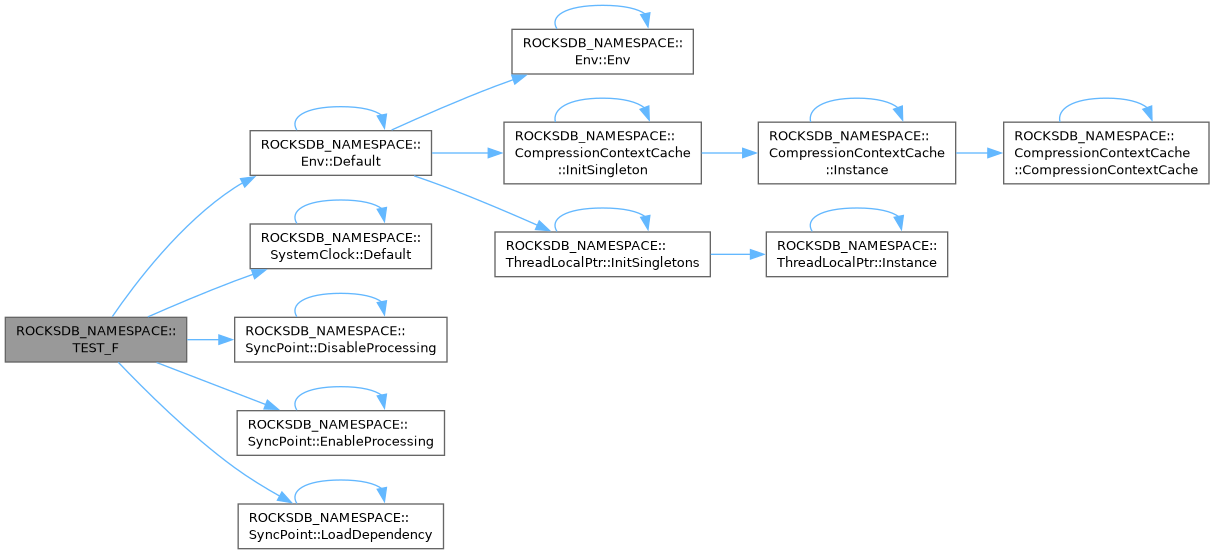 ROCKSDB_NAMESPACE::
Env::Env
ROCKSDB_NAMESPACE::
Env::Default
ROCKSDB_NAMESPACE::
CompressionContextCache
::InitSingleton
ROCKSDB_NAMESPACE::
CompressionContextCache
::Instance
ROCKSDB_NAMESPACE::
CompressionContextCache
::CompressionContextCache
ROCKSDB_NAMESPACE::
SystemClock::Default
ROCKSDB_NAMESPACE::
ThreadLocalPtr::InitSingletons
ROCKSDB_NAMESPACE::
ThreadLocalPtr::Instance
ROCKSDB_NAMESPACE::
TEST_F
ROCKSDB_NAMESPACE::
SyncPoint::DisableProcessing
ROCKSDB_NAMESPACE::
SyncPoint::EnableProcessing
ROCKSDB_NAMESPACE::
SyncPoint::LoadDependency